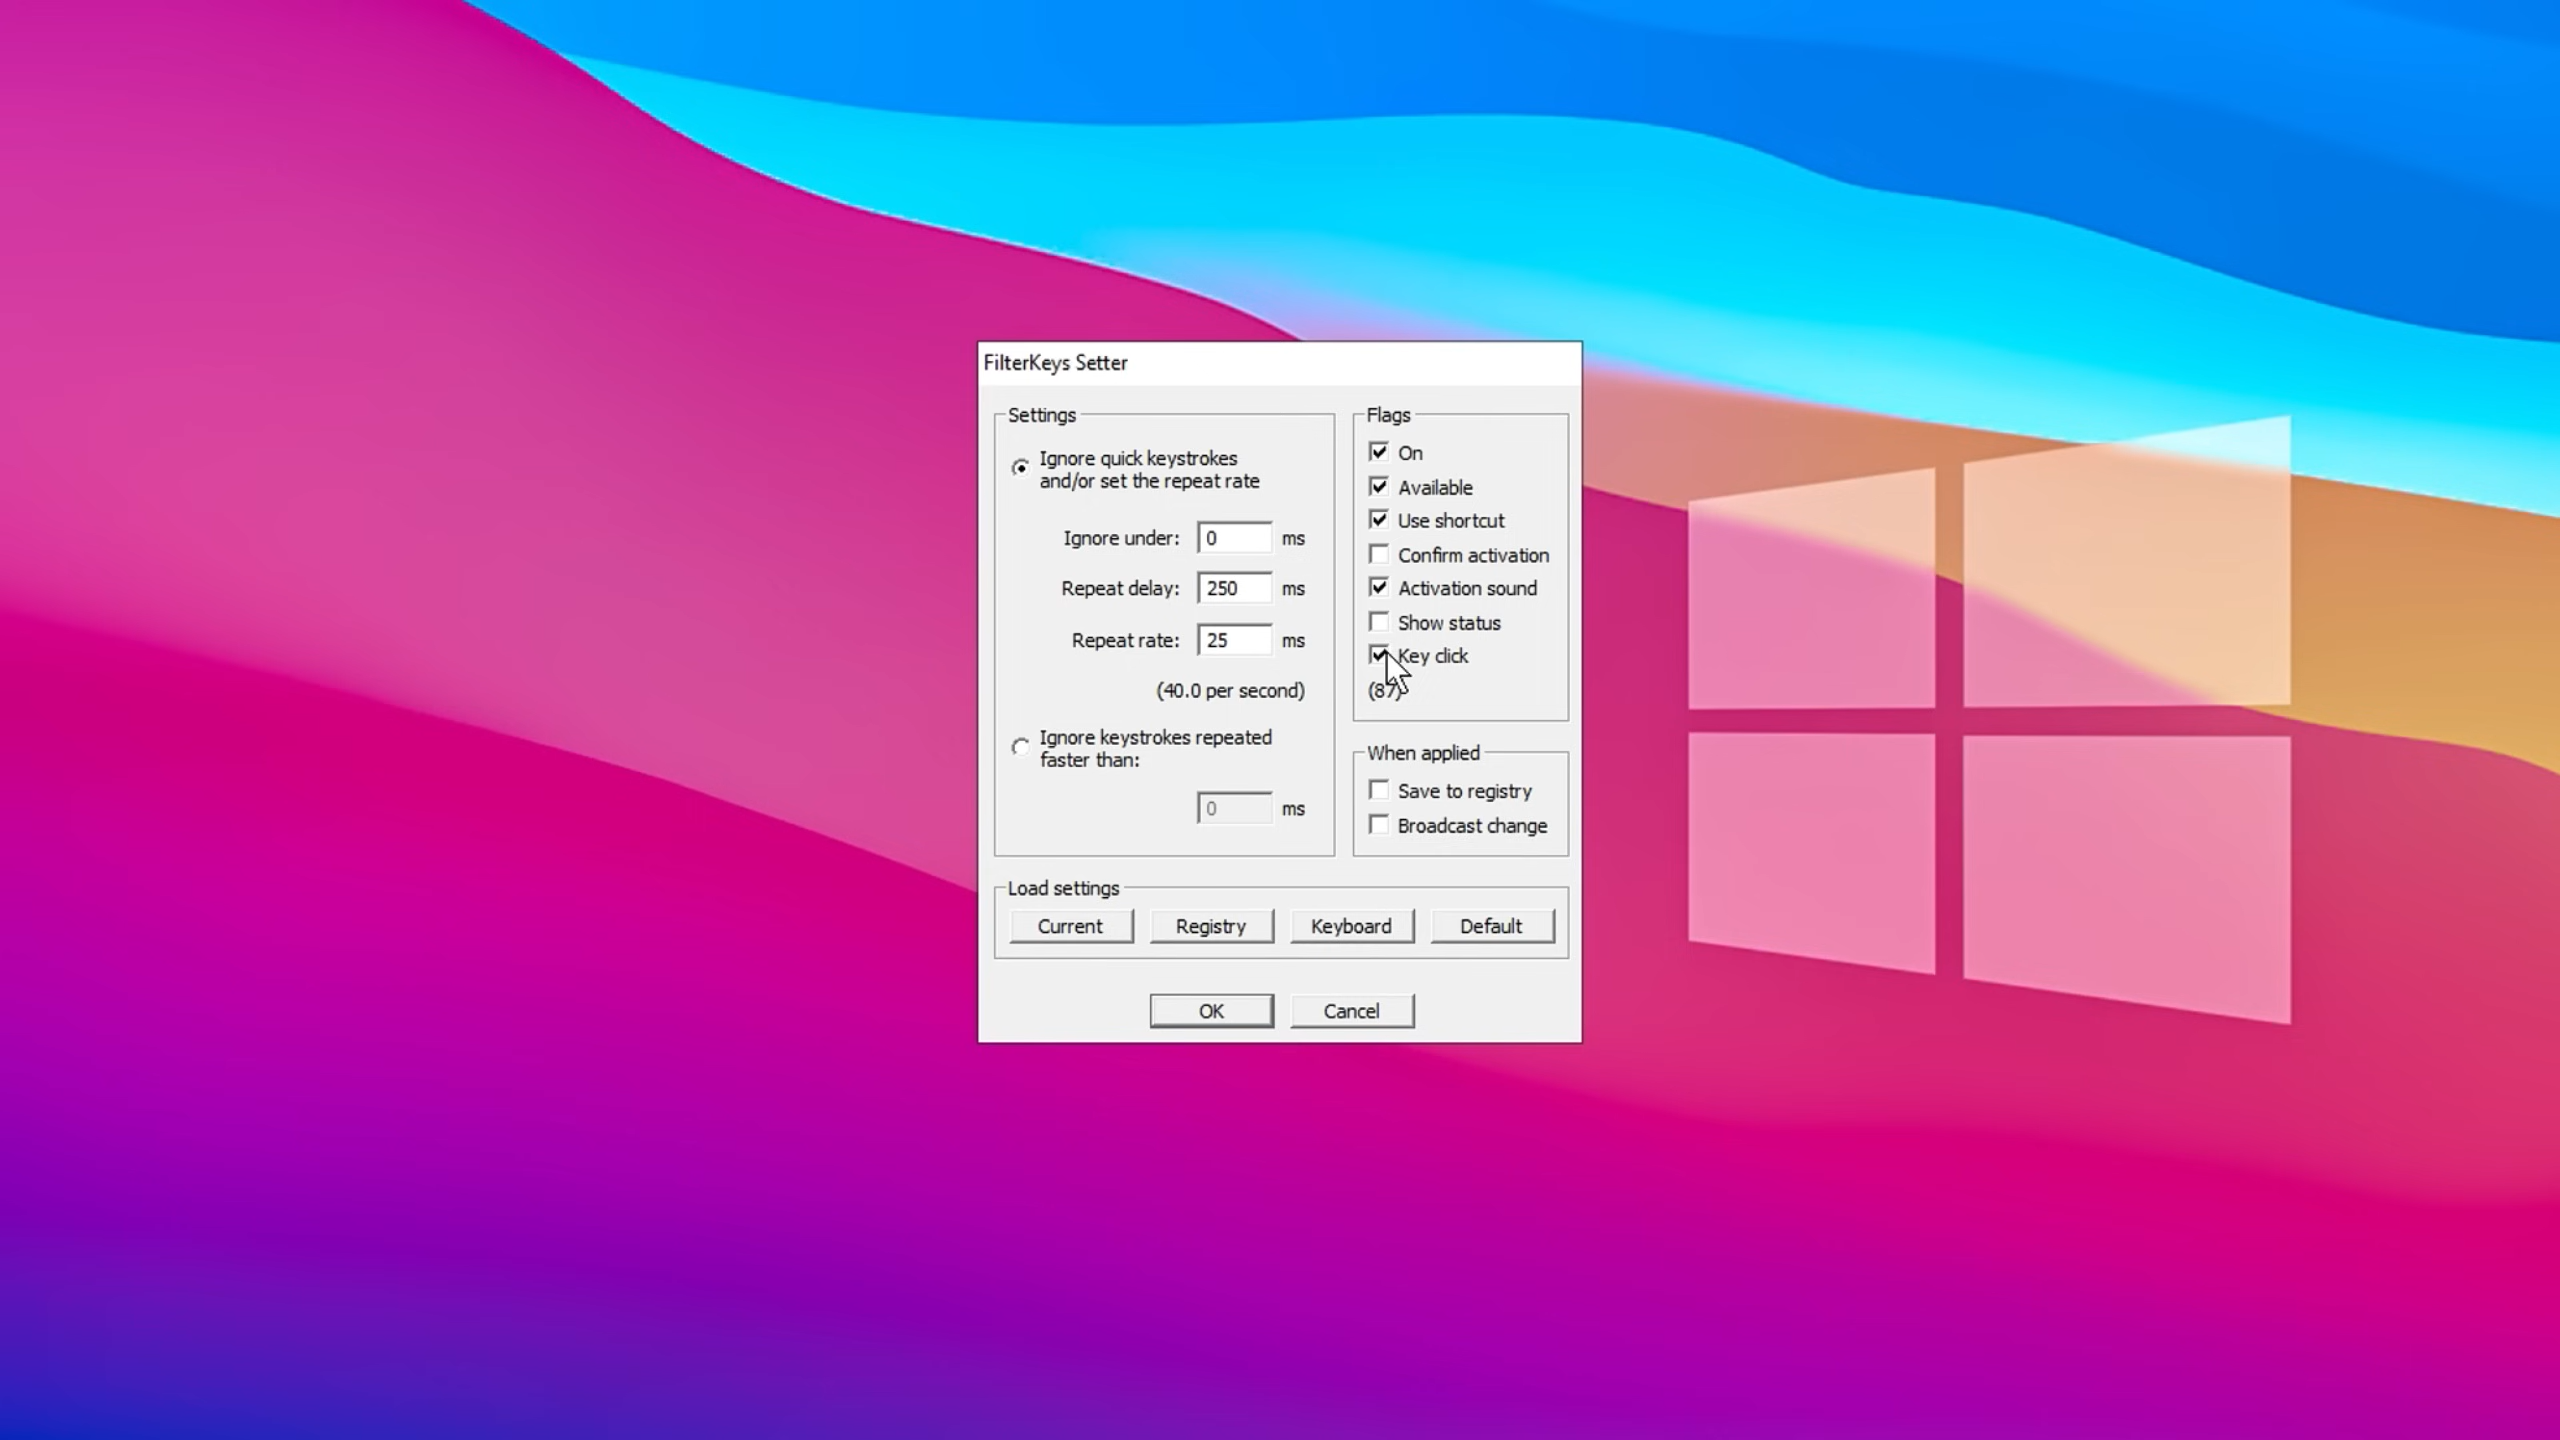 FilterKeys Setter
Settings
Ignore quick keystrokes
and/or set the repeat rate
Ignore under: 0 ms
Repeat delay: 250 ms
Repeat rate: 25 ms
(40.0 per second)
Ignore keystrokes repeated
faster than:
0 ms
Flags
On
Available
Use shortcut
Confirm activation
Activation sound
Show status
Key click
(87)
When applied
Save to registry
Broadcast change
Load settings
Current Registry Keyboard Default
OK Cancel